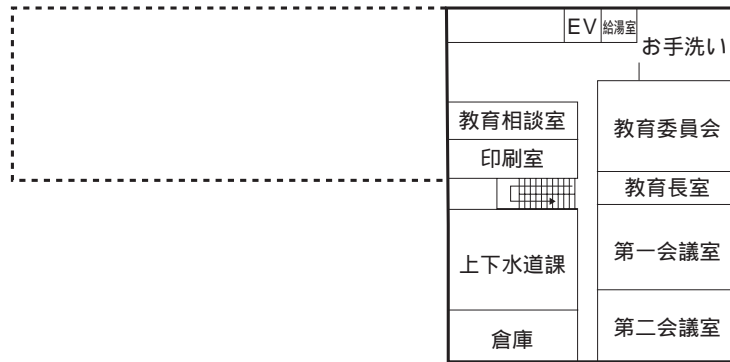 EV
給湯室
お手洗い
教育相談室
教育委員会
印刷室
教育長室
上下水道課
第一会議室
倉庫
第二会議室